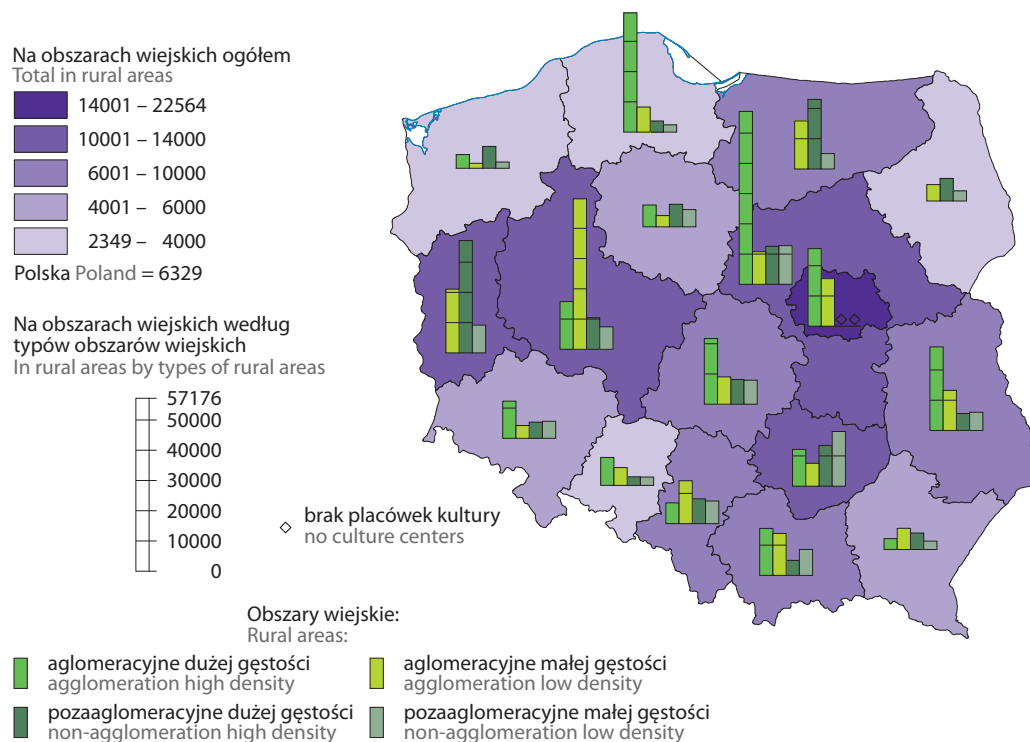 Na obszarach wiejskich ogółem
Total in rural areas
14001 – 22564
10001 – 14000
6001 – 10000
4001 – 6000
2349 – 4000
Polska Poland = 6329
Na obszarach wiejskich według
typów obszarów wiejskich
In rural areas by types of rural areas
57176
50000
40000
30000
20000
10000
0
brak placówek kultury
no culture centers
Obszary wiejskie:
Rural areas:
aglomeracyjne dużej gęstości
agglomeration high density
aglomeracyjne małej gęstości
agglomeration low density
pozaaglomeracyjne dużej gęstości
non-agglomeration high density
pozaaglomeracyjne małej gęstości
non-agglomeration low density